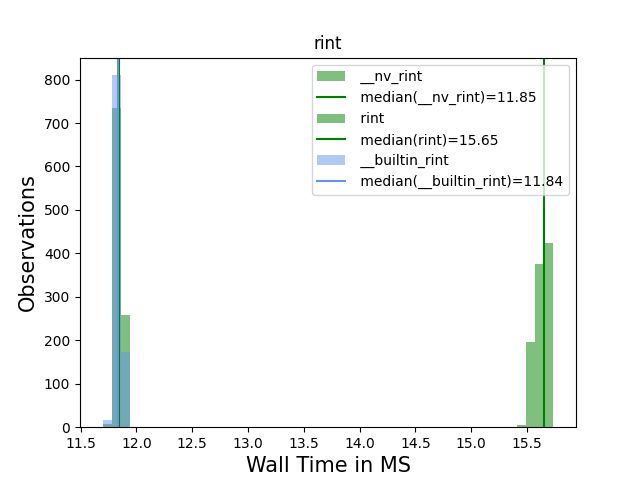 rint
Observations
800
700
600
500
400
300
200
100
0
__nv_rint
median(__nv_rint)=11.85
rint
median(rint)=15.65
__builtin_rint
median(__builtin_rint)=11.84
11.5 12.0 12.5 13.0 13.5 14.0 14.5 15.0 15.5
Wall Time in MS